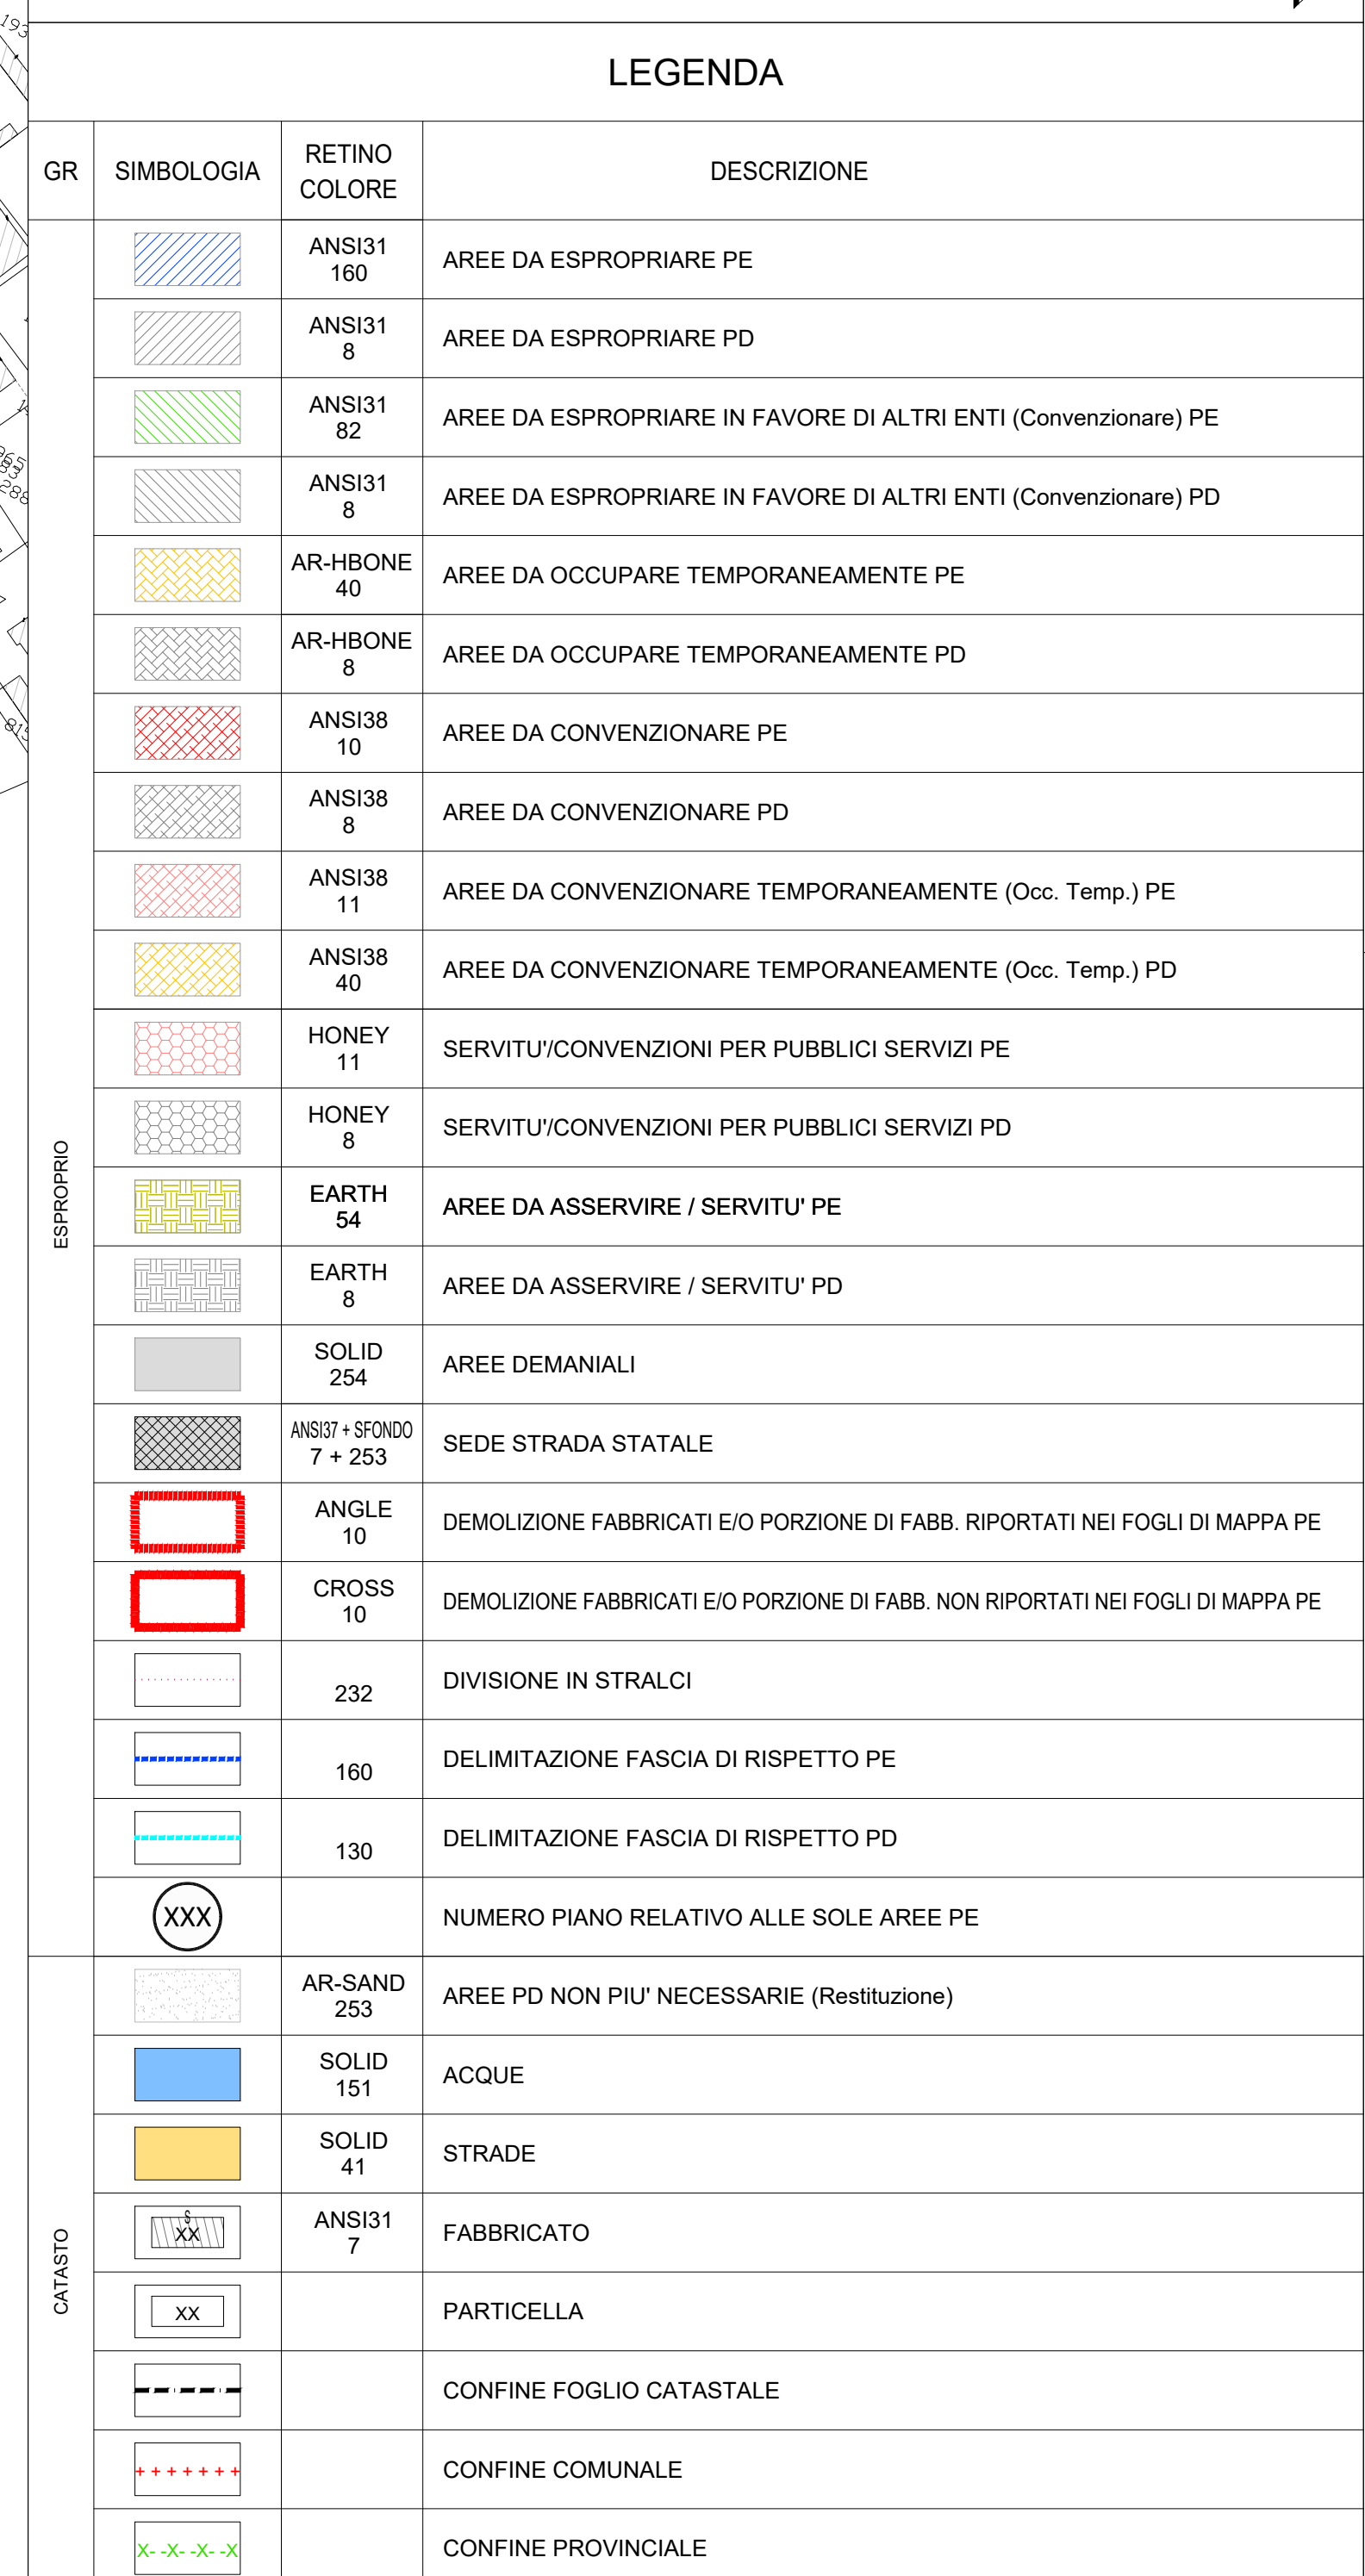 193
LEGENDA
GR
SIMBOLOGIA
RETINO
COLORE
DESCRIZIONE
ESPROPRIO
ANSI31
160
AREE DA ESPROPRIARE PE
ANSI31
8
AREE DA ESPROPRIARE PD
ANSI31
82
AREE DA ESPROPRIARE IN FAVORE DI ALTRI ENTI (Convenzionare) PE
ANSI31
8
AREE DA ESPROPRIARE IN FAVORE DI ALTRI ENTI (Convenzionare) PD
288
AR-HBONE
40
AREE DA OCCUPARE TEMPORANEAMENTE PE
AR-HBONE
8
AREE DA OCCUPARE TEMPORANEAMENTE PD
ANSI38
10
AREE DA CONVENZIONARE PE
815
ANSI38
8
AREE DA CONVENZIONARE PD
ANSI38
11
AREE DA CONVENZIONARE TEMPORANEAMENTE (Occ. Temp.) PE
ANSI38
40
AREE DA CONVENZIONARE TEMPORANEAMENTE (Occ. Temp.) PD
HONEY
11
SERVITU'/CONVENZIONI PER PUBBLICI SERVIZI PE
HONEY
8
SERVITU'/CONVENZIONI PER PUBBLICI SERVIZI PD
EARTH
54
AREE DA ASSERVIRE / SERVITU' PE
EARTH
8
AREE DA ASSERVIRE / SERVITU' PD
SOLID
254
AREE DEMANIALI
ANSI37 + SFONDO
7 + 253
SEDE STRADA STATALE
ANGLE
10
DEMOLIZIONE FABBRICATI E/O PORZIONE DI FABB. RIPORTATI NEI FOGLI DI MAPPA PE
CROSS
10
DEMOLIZIONE FABBRICATI E/O PORZIONE DI FABB. NON RIPORTATI NEI FOGLI DI MAPPA PE
232
DIVISIONE IN STRALCI
160
DELIMITAZIONE FASCIA DI RISPETTO PE
130
DELIMITAZIONE FASCIA DI RISPETTO PD
XXX
NUMERO PIANO RELATIVO ALLE SOLE AREE PE
CATASTO
AR-SAND
253
AREE PD NON PIU' NECESSARIE (Restituzione)
SOLID
151
ACQUE
SOLID
41
STRADE
S
XX
ANSI31
7
FABBRICATO
XX
PARTICELLA
CONFINE FOGLIO CATASTALE
+ + + + + + +
CONFINE COMUNALE
X- -X- -X- -X
CONFINE PROVINCIALE